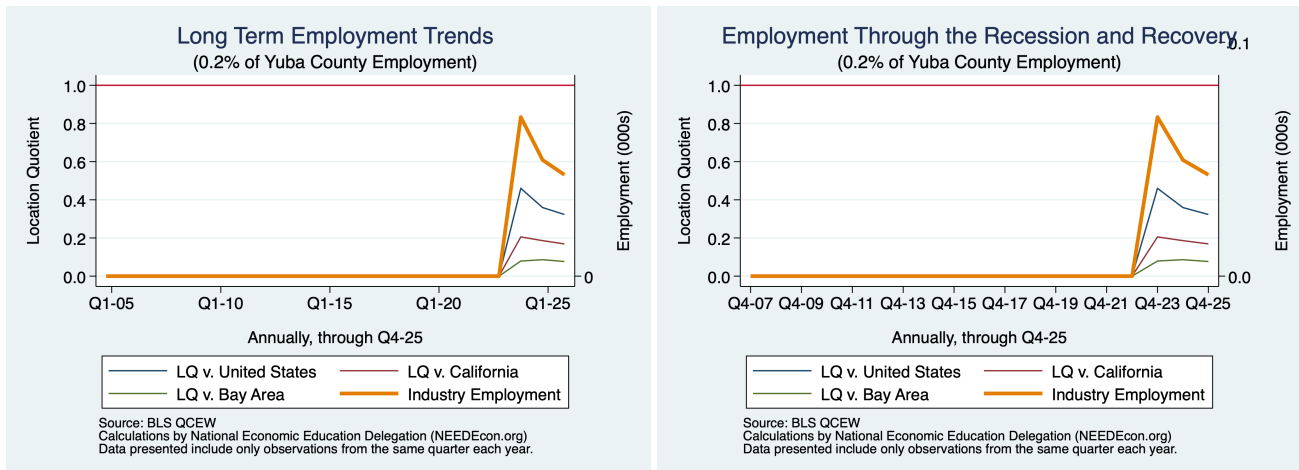 Long Term Employment Trends
(0.2% of Yuba County Employment)
Location Quotient
1.0
0.8
0.6
0.4
0.2
0.0
Employment (000s)
0
Q1-05 Q1-10 Q1-15 Q1-20 Q1-25
Annually, through Q4-25
LQ v. United States LQ v. California
LQ v. Bay Area Industry Employment
Source: BLS QCEW
Calculations by National Economic Education Delegation (NEEDEcon.org)
Data presented include only observations from the same quarter each year.
Employment Through the Recession and Recovery
(0.2% of Yuba County Employment)
Location Quotient
1.0
0.8
0.6
0.4
0.2
0.0
Employment (000s)
0.1
0.0
Q4-07 Q4-09 Q4-11 Q4-13 Q4-15 Q4-17 Q4-19 Q4-21 Q4-23 Q4-25
Annually, through Q4-25
LQ v. United States LQ v. California
LQ v. Bay Area Industry Employment
Source: BLS QCEW
Calculations by National Economic Education Delegation (NEEDEcon.org)
Data presented include only observations from the same quarter each year.